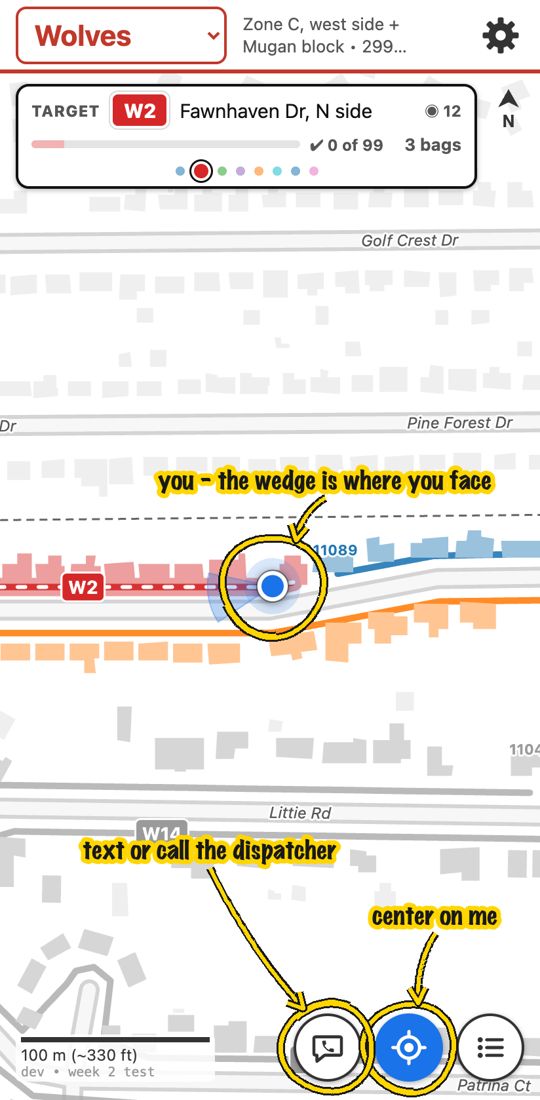 Wolves
Zone C, west side +
Mugan block • 299...
TARGET W2 Fawnhaven Dr, N side ◉ 12
✔ 0 of 99 3 bags
N
Golf Crest Dr
Dr
Pine Forest Dr
you - the wedge is where you face
11089
W2
1104
Littie Rd
W14
text or call the dispatcher
center on me
100 m (~330 ft)
dev • week 2 test
Patrina Ct